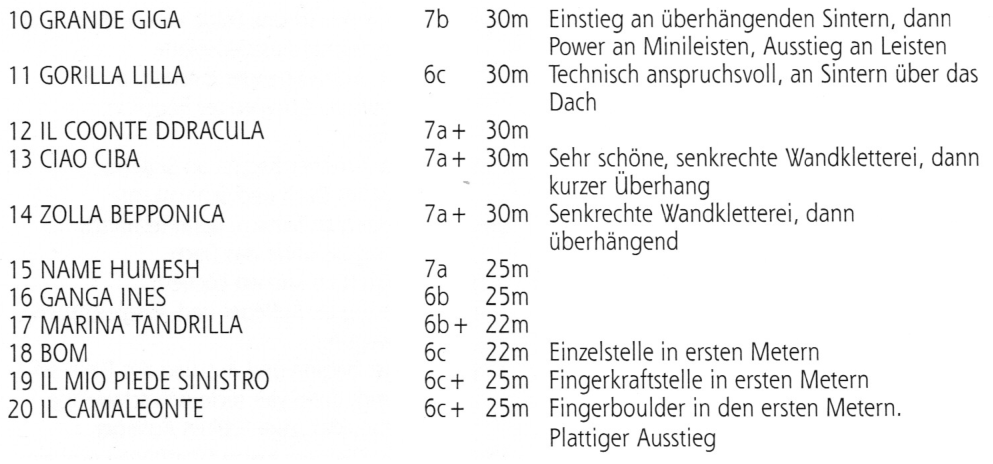 10 GRANDE GIGA 7b 30m Einstieg an überhängenden Sintern, dann
Power an Minileisten, Ausstieg an Leisten
11 GORILLA LILLA 6c 30m Technisch anspruchsvoll, an Sintern über das
Dach
12 IL COONTE DDRACULA 7a+ 30m
13 CIAO CIBA 7a+ 30m Sehr schöne, senkrechte Wandkletterei, dann
kurzer Überhang
14 ZOLLA BEPPONICA 7a+ 30m Senkrechte Wandkletterei, dann
überhängend
15 NAME HUMESH 7a 25m
16 GANGA INES 6b 25m
17 MARINA TANDRILLA 6b+ 22m
18 BOM 6c 22m Einzelstelle in ersten Metern
19 IL MIO PIEDE SINISTRO 6c+ 25m Fingerkraftstelle in ersten Metern
20 IL CAMALEONTE 6c+ 25m Fingerboulder in den ersten Metern.
Plattiger Ausstieg